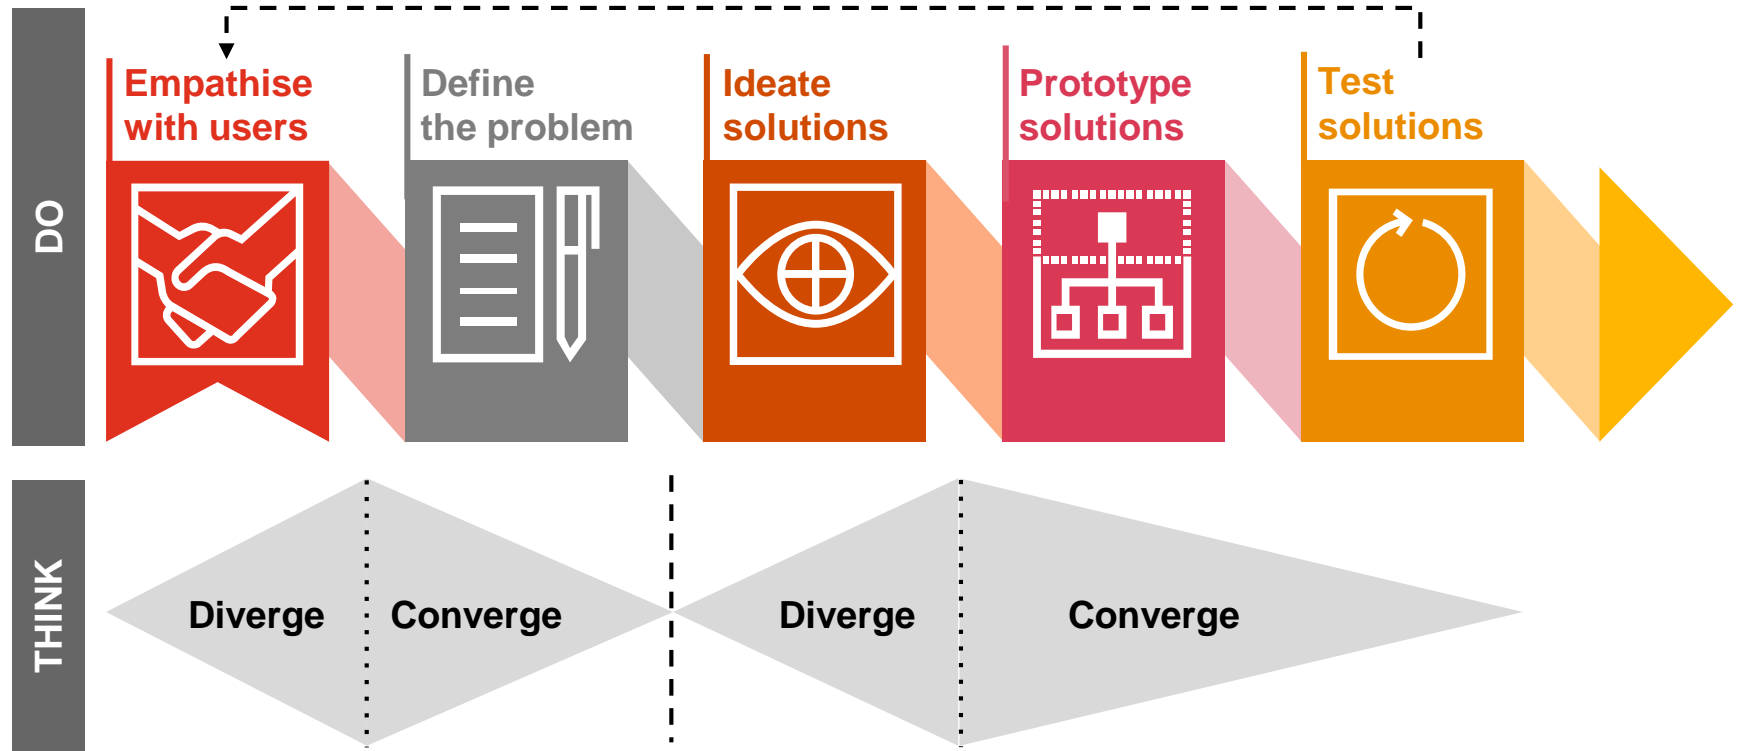 DO
Empathise
with users
Define
the problem
Ideate
solutions
Prototype
solutions
Test
solutions
THINK
Diverge
Converge
Diverge
Converge